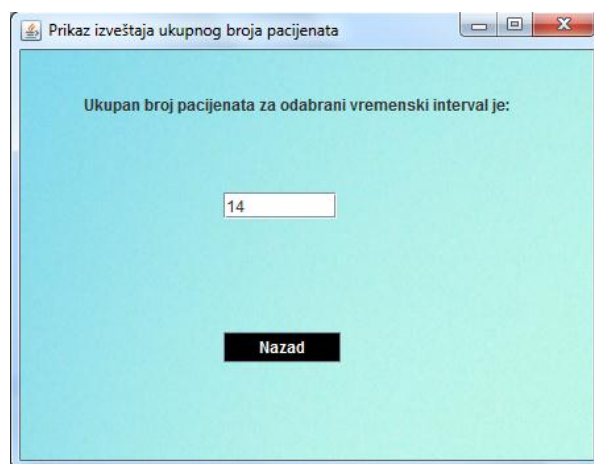 Prikaz izveštaja ukupnog broja pacijenata
Ukupan broj pacijenata za odabrani vremenski interval je:
14
Nazad